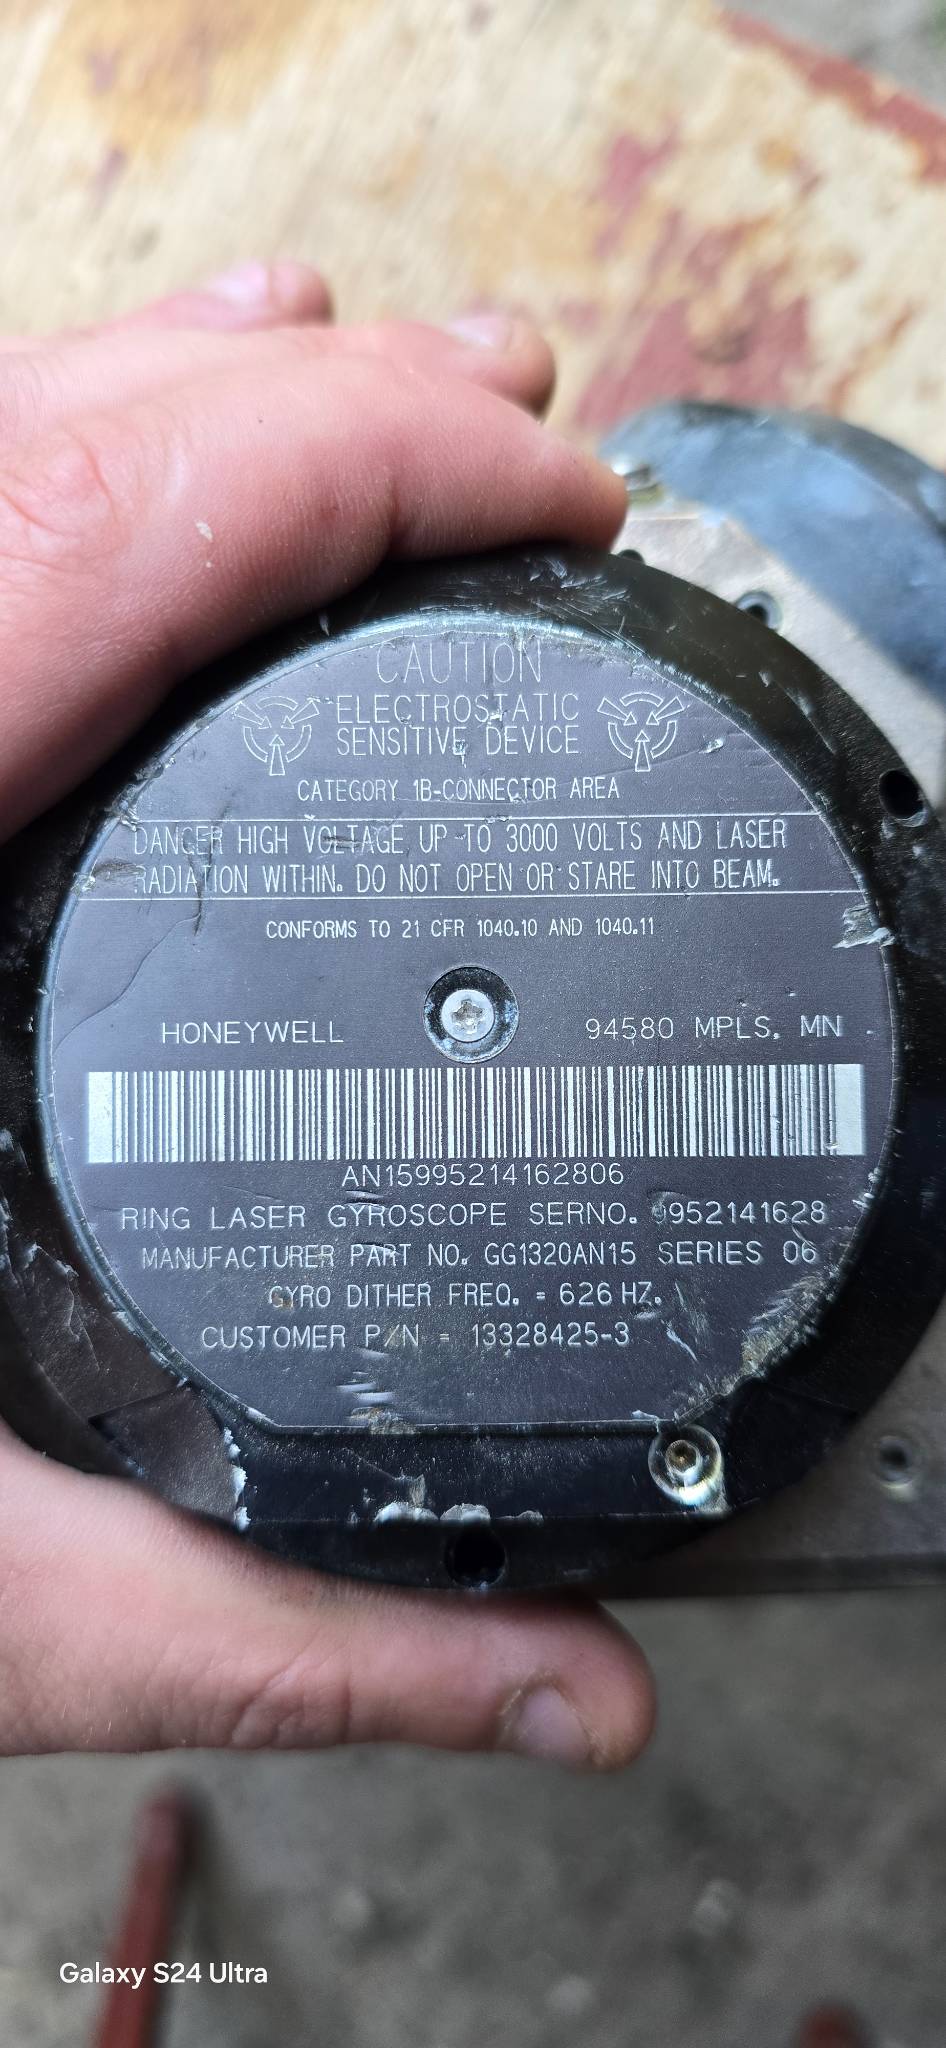 CAUTION
ELECTROSTATIC
SENSITIVE DEVICE
CATEGORY 1B-CONNECTOR AREA
DANGER HIGH VOLTAGE UP TO 3000 VOLTS AND LASER
RADIATION WITHIN. DO NOT OPEN OR STARE INTO BEAM.
CONFORMS TO 21 CFR 1040.10 AND 1040.11
HONEYWELL 94580 MPLS. MN
AN15995214162806
RING LASER GYROSCOPE SERNO. 9952141628
MANUFACTURER PART NO. GG1320AN15 SERIES 06
GYRO DITHER FREQ. = 626 HZ.
CUSTOMER P/N = 13328425-3
Galaxy S24 Ultra